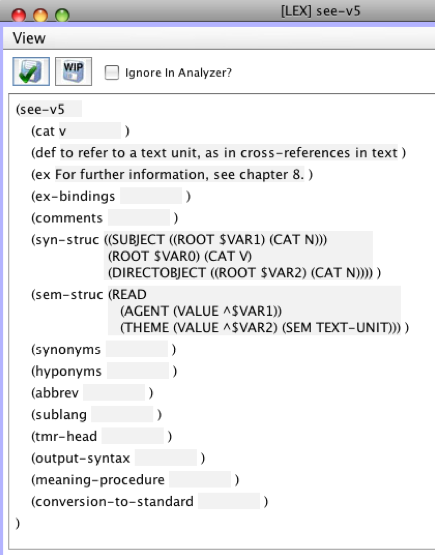 [LEX] see-v5
View
WIP Ignore In Analyzer?
(see-v5
(cat v )
(def to refer to a text unit, as in cross-references in text )
(ex For further information, see chapter 8. )
(ex-bindings )
(comments )
(syn-struc ((SUBJECT ((ROOT $VAR1) (CAT N)))
(ROOT $VAR0) (CAT V)
(DIRECTOBJECT ((ROOT $VAR2) (CAT N)))) )
(sem-struc (READ
(AGENT (VALUE ^$VAR1))
(THEME (VALUE ^$VAR2) (SEM TEXT-UNIT))) )
(synonyms )
(hyponyms )
(abbrev )
(sublang )
(tmr-head )
(output-syntax )
(meaning-procedure )
(conversion-to-standard )
)